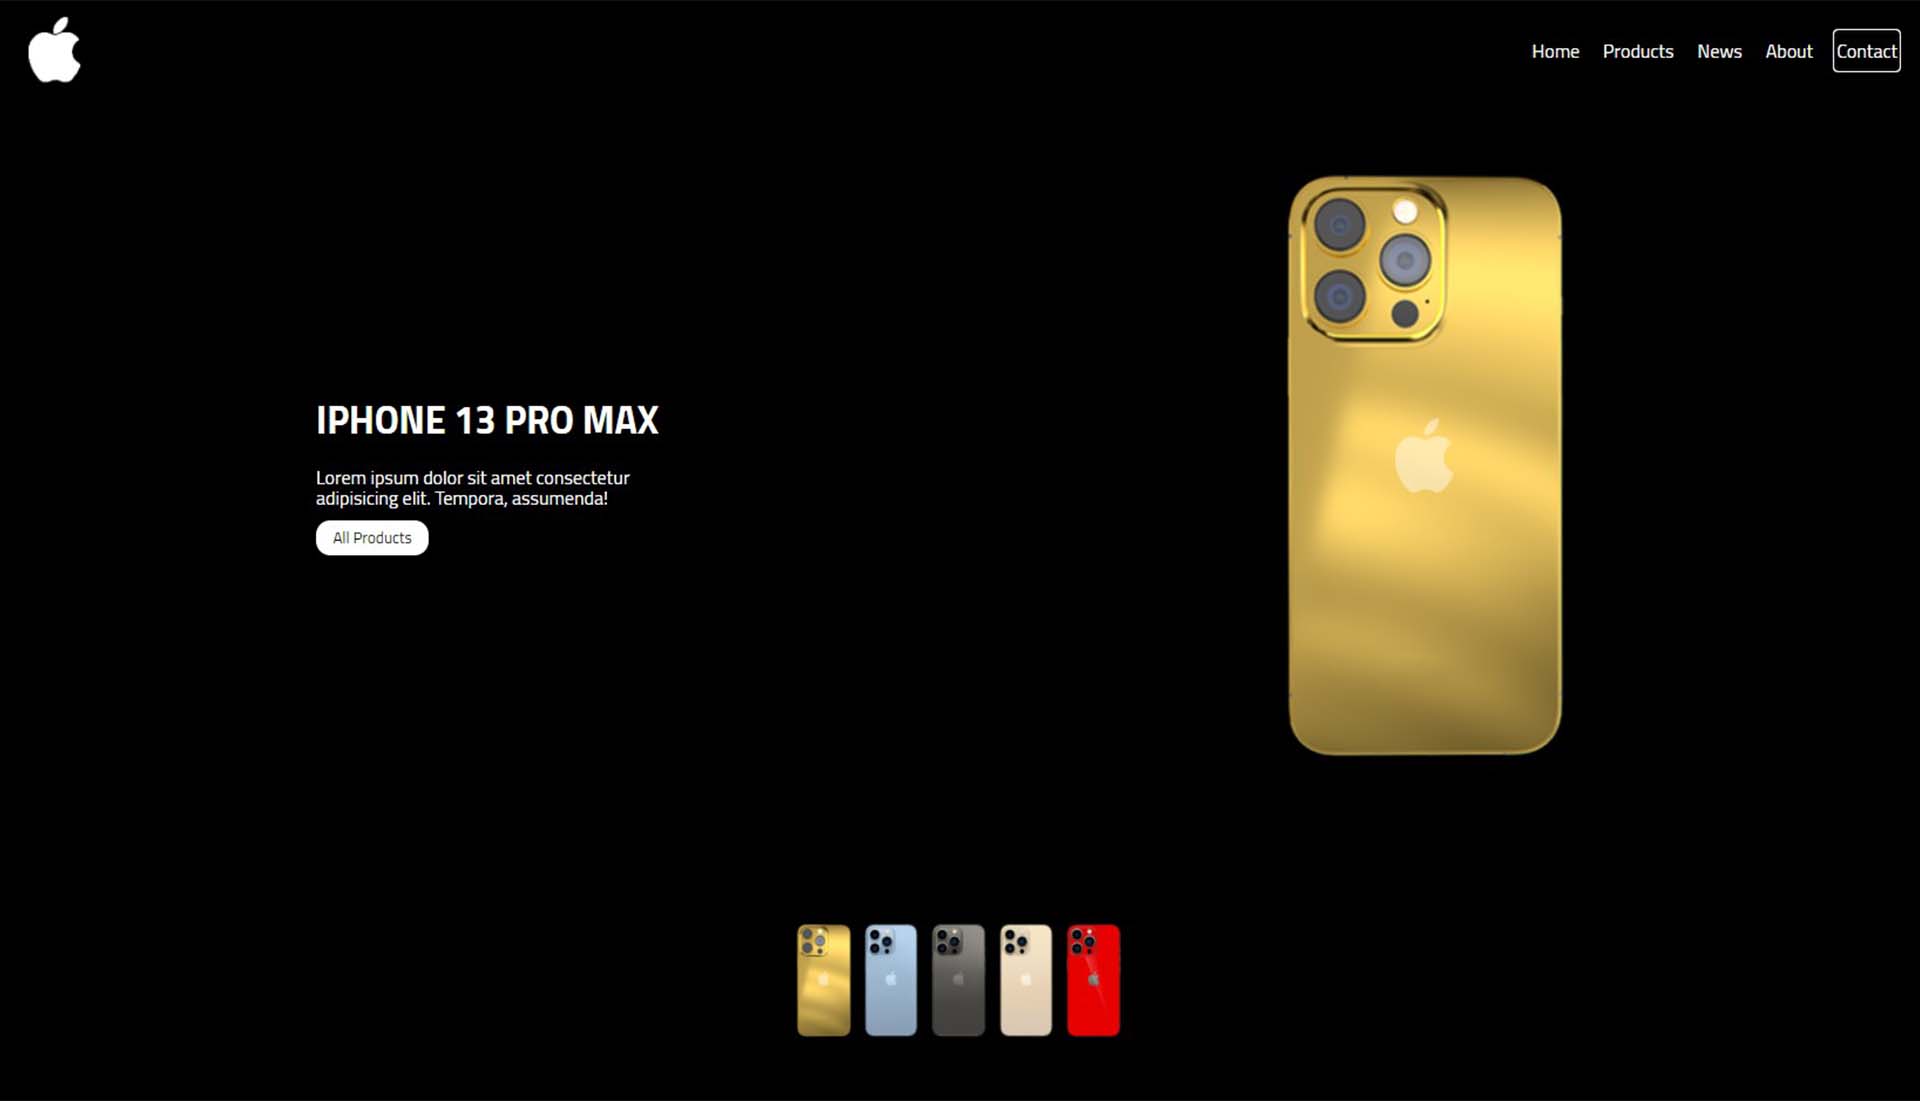 Home Products News About Contact
IPHONE 13 PRO MAX
Lorem ipsum dolor sit amet consectetur
adipisicing elit. Tempora, assumenda!
All Products